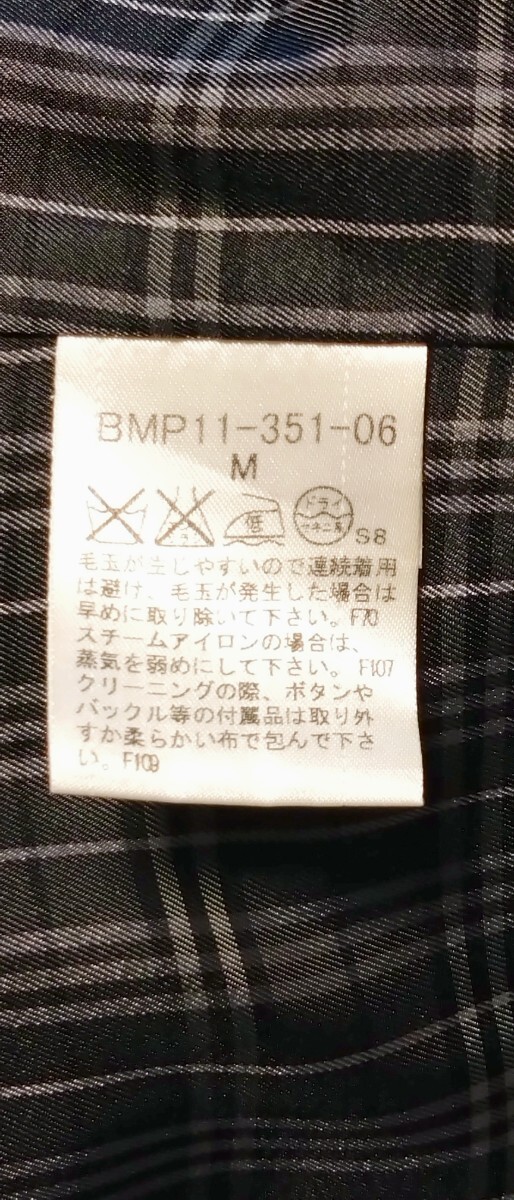 BMP11-351-06
M
低
ドライ
セキユ系
S8
毛玉が生じやすいので連続着用
は避け、毛玉が発生した場合は
早めに取り除いて下さい。F70
スチームアイロンの場合は、
蒸気を弱めにして下さい。F107
クリーニングの際、ボタンや
バックル等の付属品は取り外
すか柔らかい布で包んで下さ
い。F109